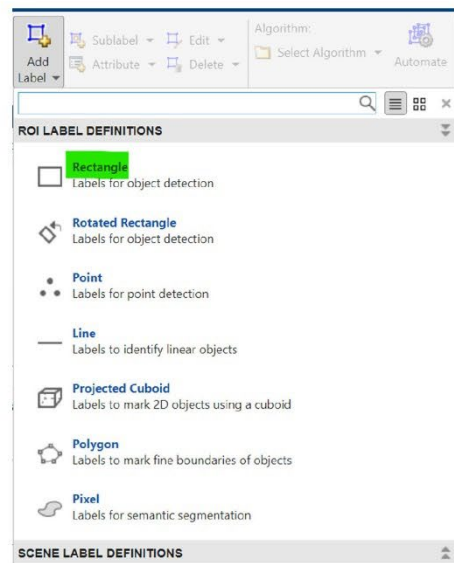 Add
Label
Sublabel
Edit
Attribute
Delete
Algorithm:
Select Algorithm
Automate
ROI LABEL DEFINITIONS
Rectangle
Labels for object detection
Rotated Rectangle
Labels for object detection
Point
Labels for point detection
Line
Labels to identify linear objects
Projected Cuboid
Labels to mark 2D objects using a cuboid
Polygon
Labels to mark fine boundaries of objects
Pixel
Labels for semantic segmentation
SCENE LABEL DEFINITIONS